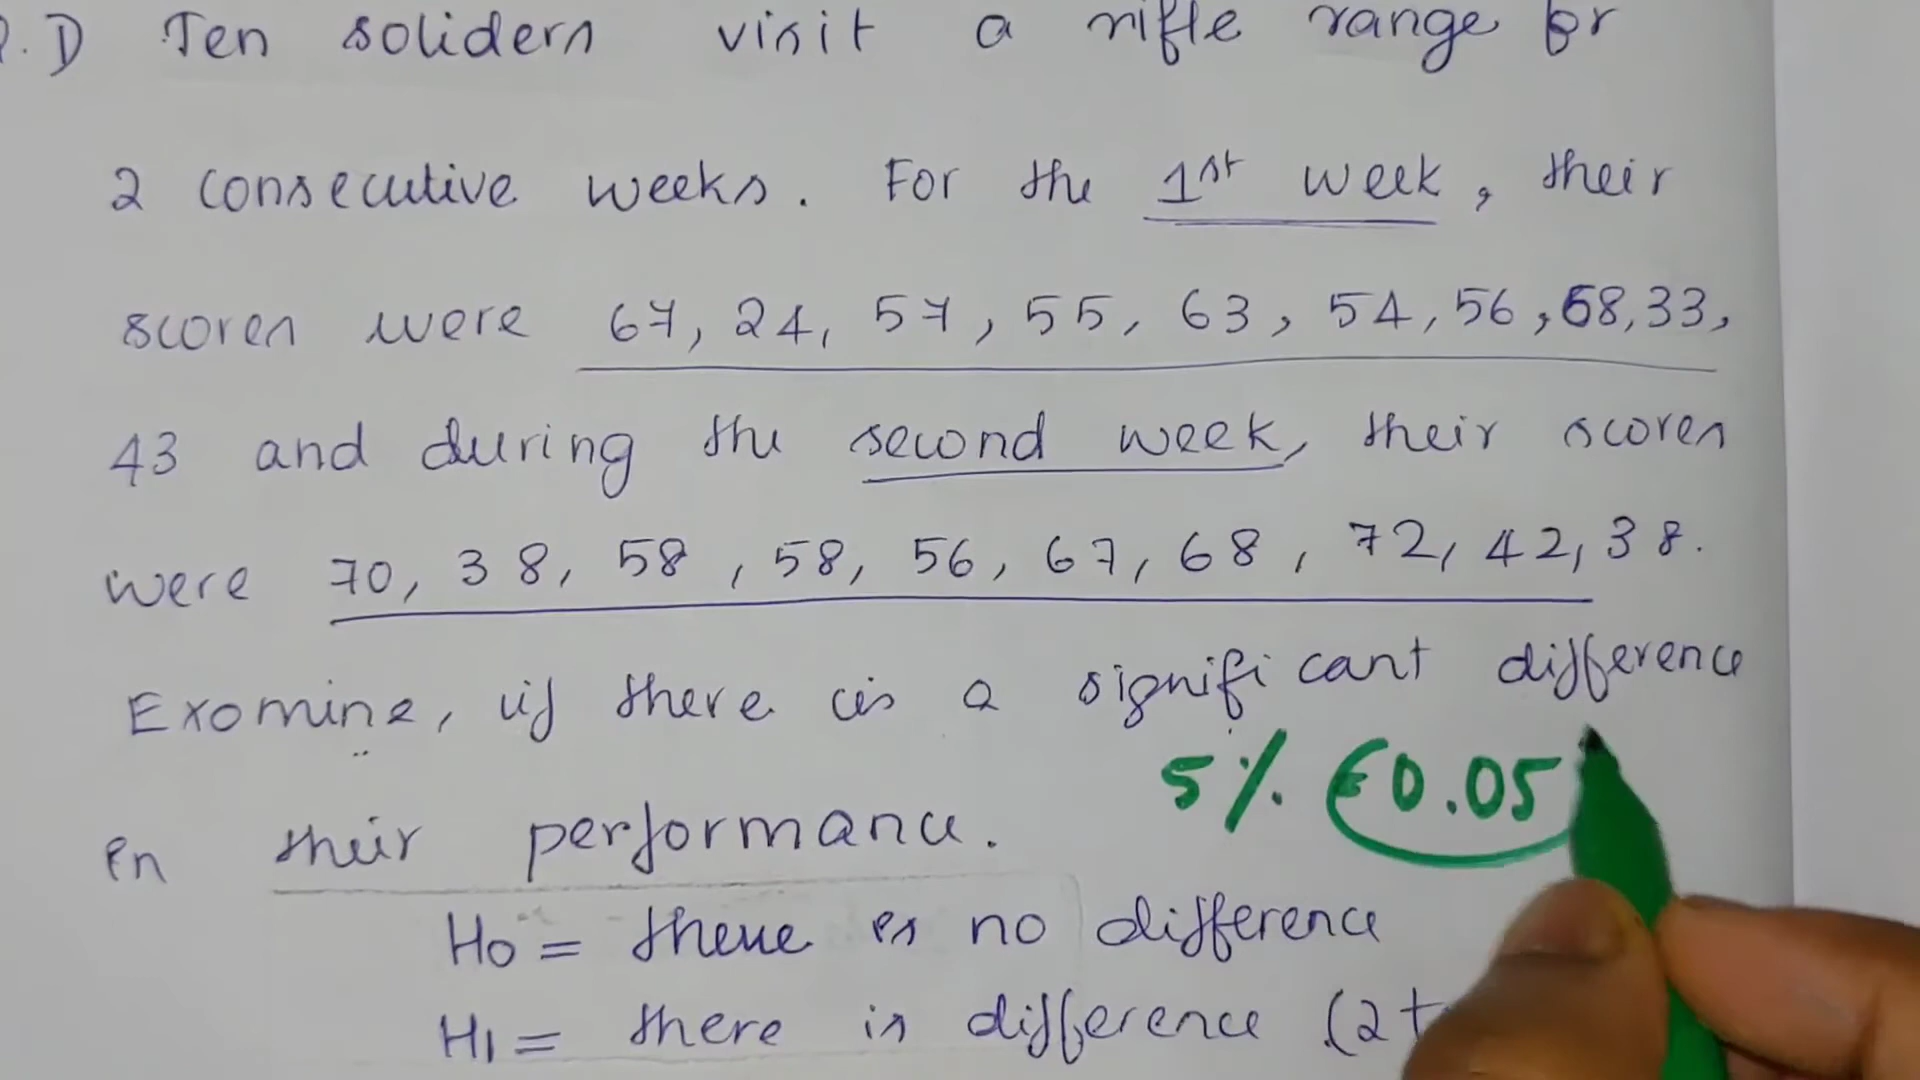 .D Ten soliders visit a rifle range for
2 consecutive weeks. For the 1st week, their
scores were 67, 24, 57, 55, 63, 54, 56, 68, 33,
43 and during the second week, their scores
were 70, 38, 58, 58, 56, 67, 68, 72, 42, 38.
Examine, if there is a significant difference
in their performance.
5% 0.05
H0 = there is no difference
H1 = there is difference (2 t